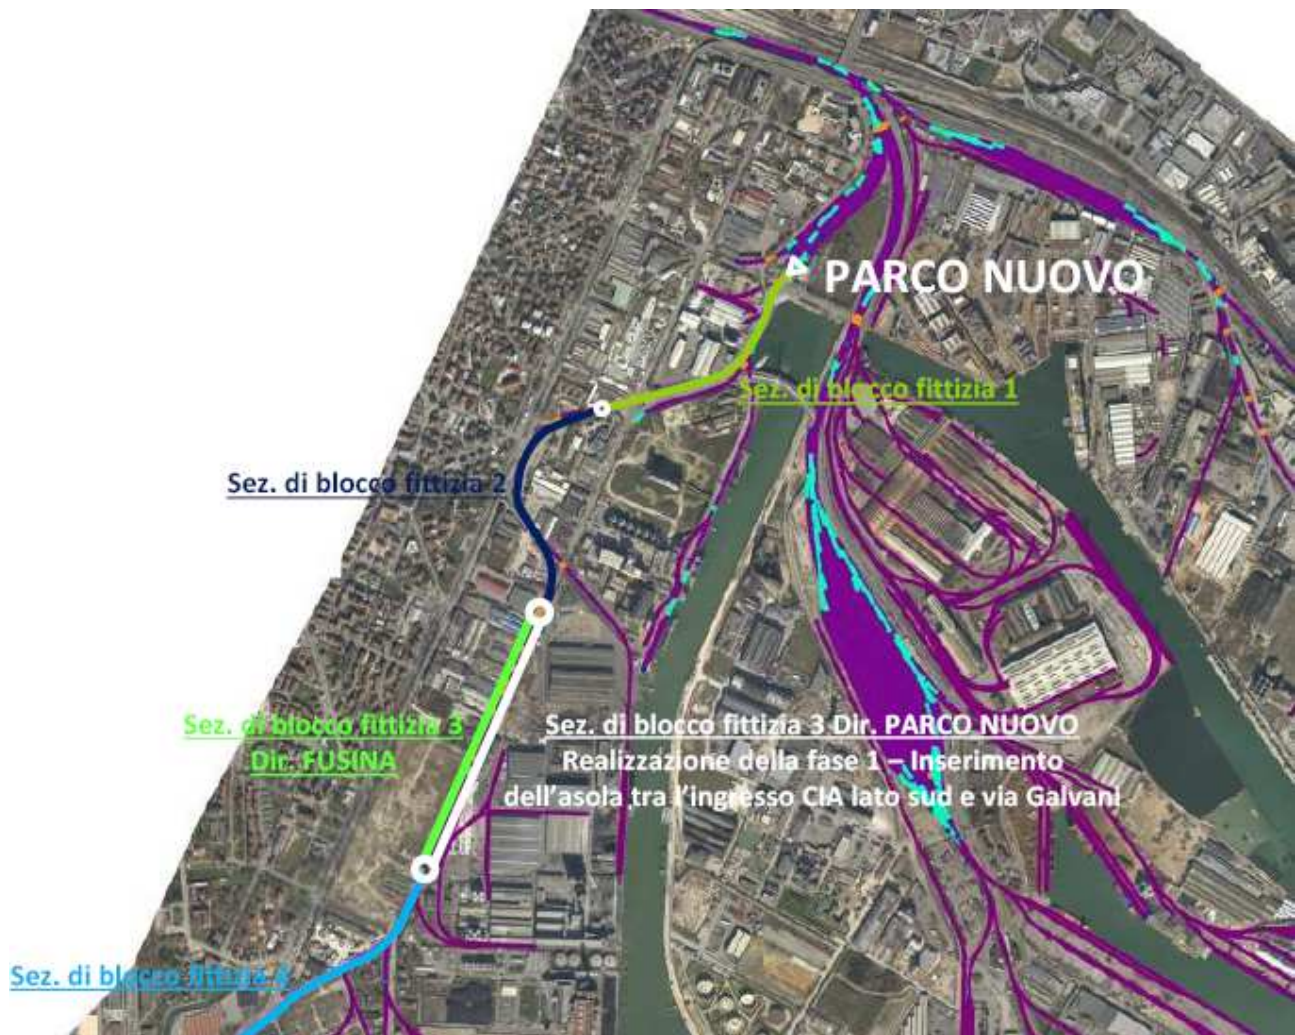 PARCO NUOVO
Sez. di blocco fittizia 1
Sez. di blocco fittizia 2
Sez. di blocco fittizia 3
Dir. FUSINA
Sez. di blocco fittizia 3 Dir. PARCO NUOVO
Realizzazione della fase 1 – Inserimento
dell'asola tra l'ingresso CIA lato sud e via Galvani
Sez. di blocco fittizia 4